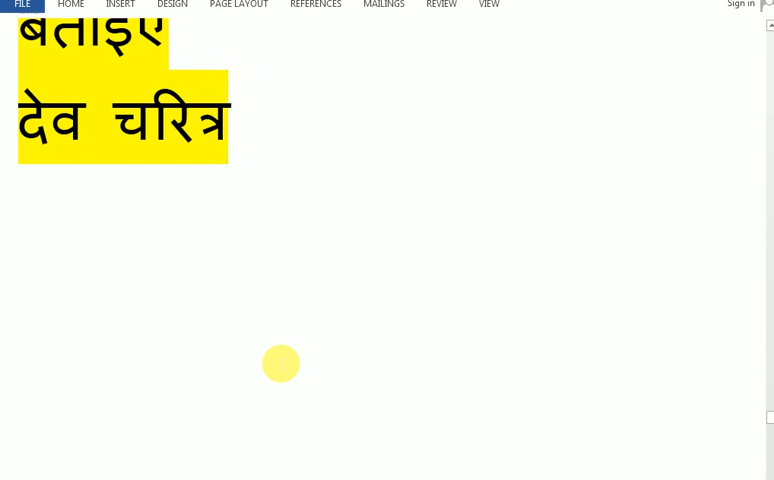 FILE HOME INSERT DESIGN PAGE LAYOUT REFERENCES MAILINGS REVIEW VIEW Sign in
बताइए
देव चरित्र